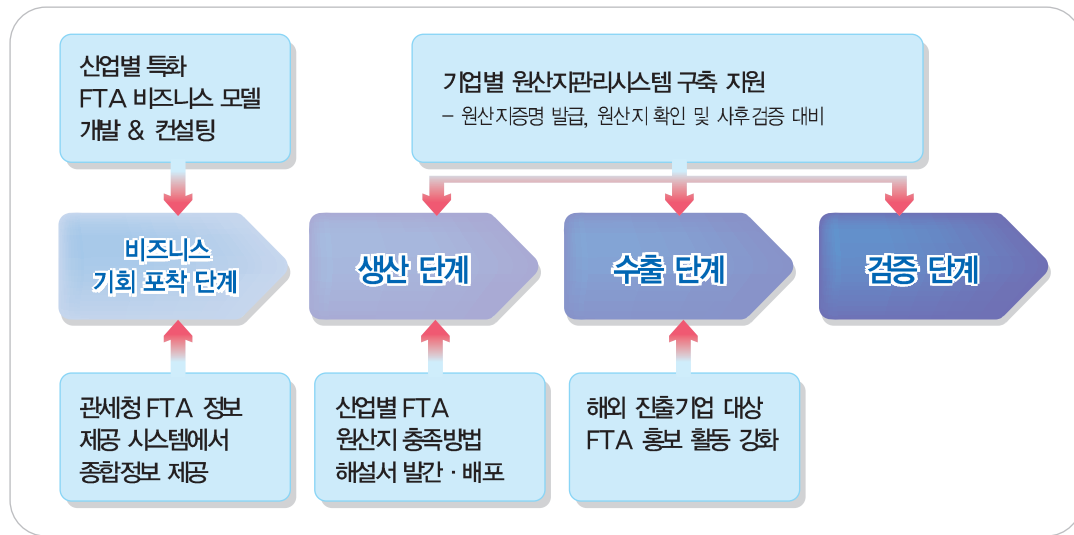 산업별 특화
FTA 비즈니스 모델
개발 & 컨설팅
기업별 원산지관리시스템 구축 지원
- 원산지증명 발급, 원산지 확인 및 사후검증 대비
비즈니스
기회 포착 단계
생산 단계
수출 단계
검증 단계
관세청 FTA 정보
제공 시스템에서
종합정보 제공
산업별 FTA
원산지 충족방법
해설서 발간 · 배포
해외 진출기업 대상
FTA 홍보 활동 강화